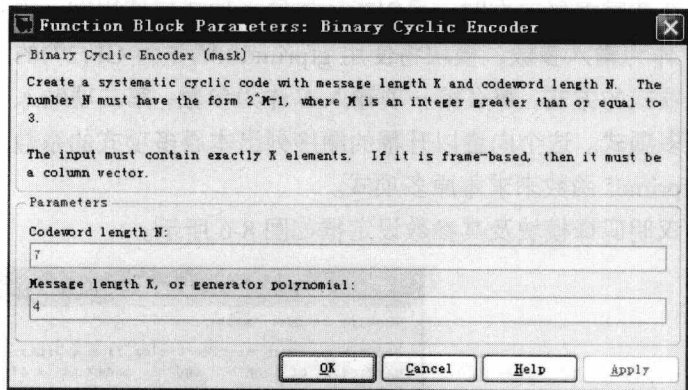 Function Block Parameters: Binary Cyclic Encoder
Binary Cyclic Encoder (mask)
Create a systematic cyclic code with message length K and codeword length N. The
number N must have the form 2^M-1, where M is an integer greater than or equal to
3.
The input must contain exactly K elements. If it is frame-based, then it must be
a column vector.
Parameters
Codeword length N:
7
Message length K, or generator polynomial:
4
OK Cancel Help Apply